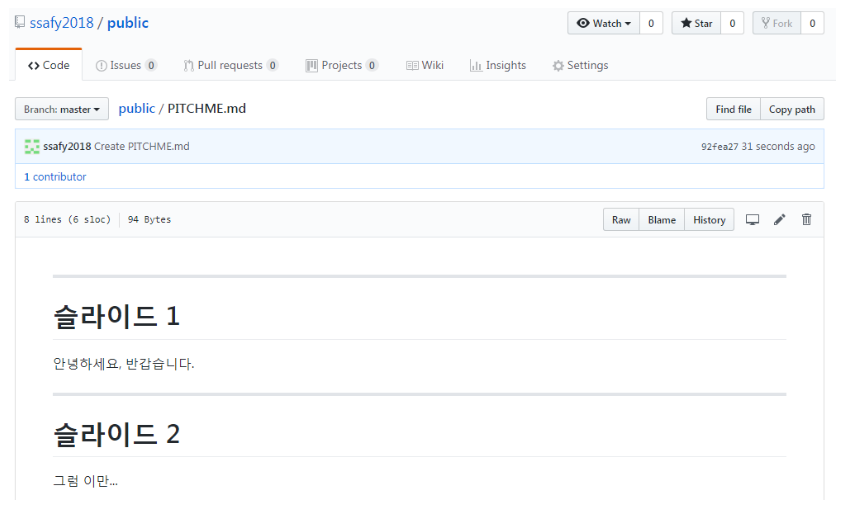 ssafy2018 / public Watch 0 Star 0 Fork 0
Code Issues 0 Pull requests 0 Projects 0 Wiki Insights Settings
Branch: master public / PITCHME.md Find file Copy path
ssafy2018 Create PITCHME.md 92fea27 31 seconds ago
1 contributor
8 lines (6 sloc) 94 Bytes Raw Blame History
슬라이드 1
안녕하세요, 반갑습니다.
슬라이드 2
그럼 이만...